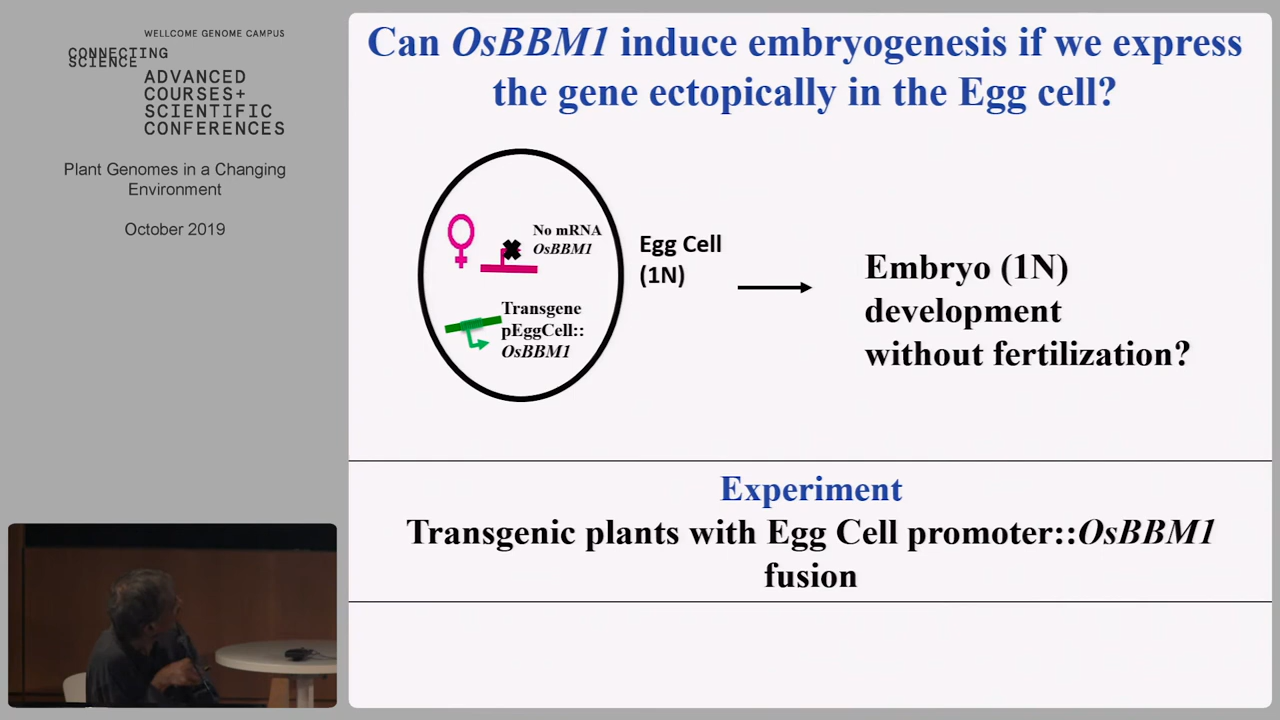 WELLCOME GENOME CAMPUS
CONNECTING
SCIENCE
ADVANCED
COURSES+
SCIENTIFIC
CONFERENCES
Plant Genomes in a Changing
Environment
October 2019
Can OsBBM1 induce embryogenesis if we express
the gene ectopically in the Egg cell?
No mRNA
OsBBM1
Transgene
pEggCell::
OsBBM1
Egg Cell
(1N)
Embryo (1N)
development
without fertilization?
Experiment
Transgenic plants with Egg Cell promoter::OsBBM1
fusion